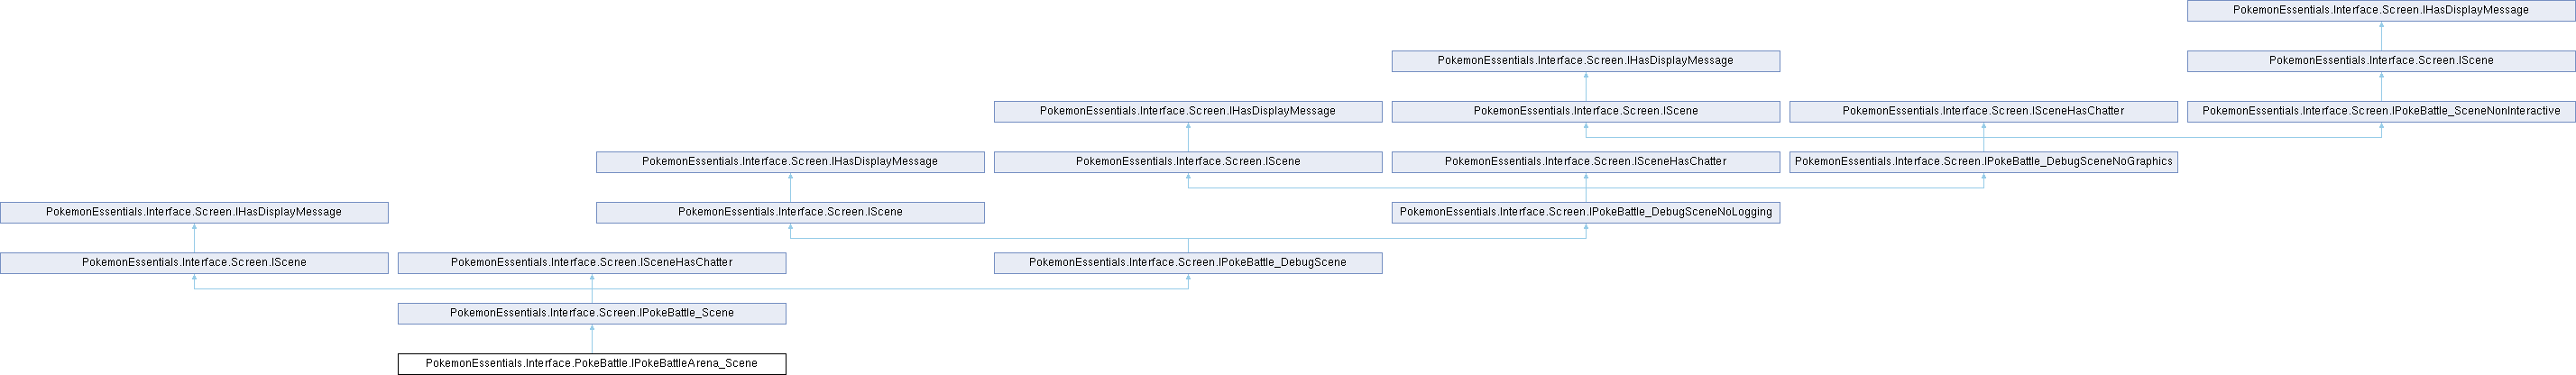 PokemonEssentials.Interface.Screen.IHasDisplayMessage
PokemonEssentials.Interface.Screen.IHasDisplayMessage
PokemonEssentials.Interface.Screen.IScene
PokemonEssentials.Interface.Screen.IHasDisplayMessage
PokemonEssentials.Interface.Screen.IScene
PokemonEssentials.Interface.Screen.ISceneHasChatter
PokemonEssentials.Interface.Screen.IPokeBattle_SceneNonInteractive
PokemonEssentials.Interface.Screen.IHasDisplayMessage
PokemonEssentials.Interface.Screen.IScene
PokemonEssentials.Interface.Screen.ISceneHasChatter
PokemonEssentials.Interface.Screen.IPokeBattle_DebugSceneNoGraphics
PokemonEssentials.Interface.Screen.IHasDisplayMessage
PokemonEssentials.Interface.Screen.IScene
PokemonEssentials.Interface.Screen.IPokeBattle_DebugSceneNoLogging
PokemonEssentials.Interface.Screen.IScene
PokemonEssentials.Interface.Screen.ISceneHasChatter
PokemonEssentials.Interface.Screen.IPokeBattle_DebugScene
PokemonEssentials.Interface.Screen.IPokeBattle_Scene
PokemonEssentials.Interface.PokeBattle.IPokeBattleArena_Scene